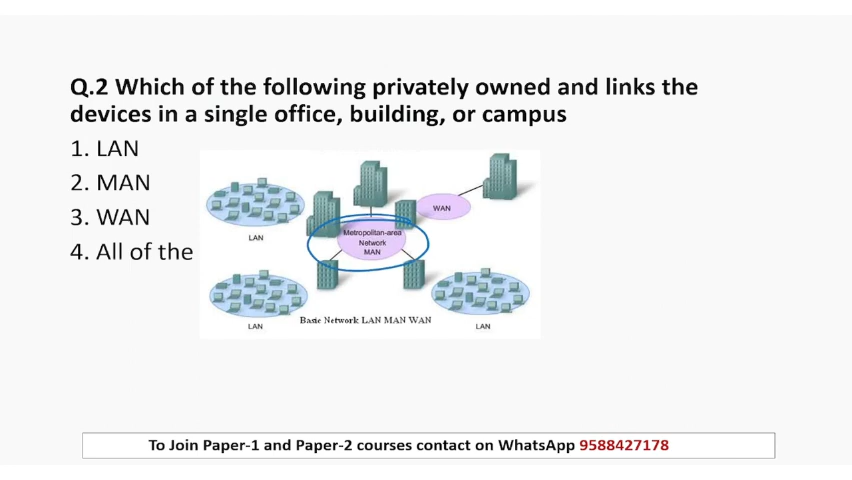 Q.2 Which of the following privately owned and links the
devices in a single office, building, or campus
1. LAN
2. MAN
3. WAN
4. All of the
WAN
Metropolitan-area
Network
MAN
LAN
LAN
Basic Network LAN MAN WAN
LAN
To Join Paper-1 and Paper-2 courses contact on WhatsApp 9588427178